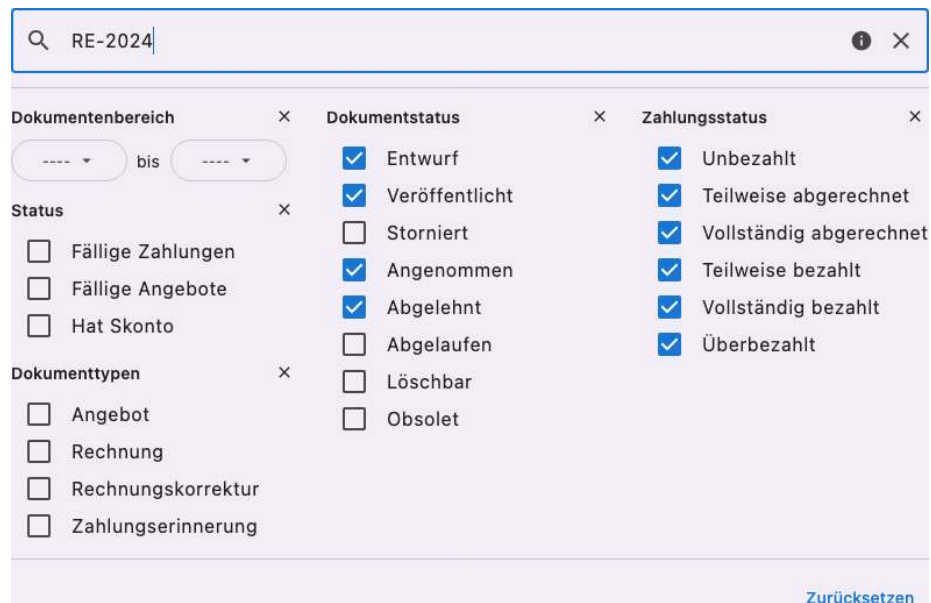 RE-2024
Dokumentenbereich
---- bis ----
Status
Fällige Zahlungen
Fällige Angebote
Hat Skonto
Dokumenttypen
Angebot
Rechnung
Rechnungskorrektur
Zahlungserinnerung
Dokumentstatus
Entwurf
Veröffentlicht
Storniert
Angenommen
Abgelehnt
Abgelaufen
Löschbar
Obsolet
Zahlungsstatus
Unbezahlt
Teilweise abgerechnet
Vollständig abgerechnet
Teilweise bezahlt
Vollständig bezahlt
Überbezahlt
Zurücksetzen